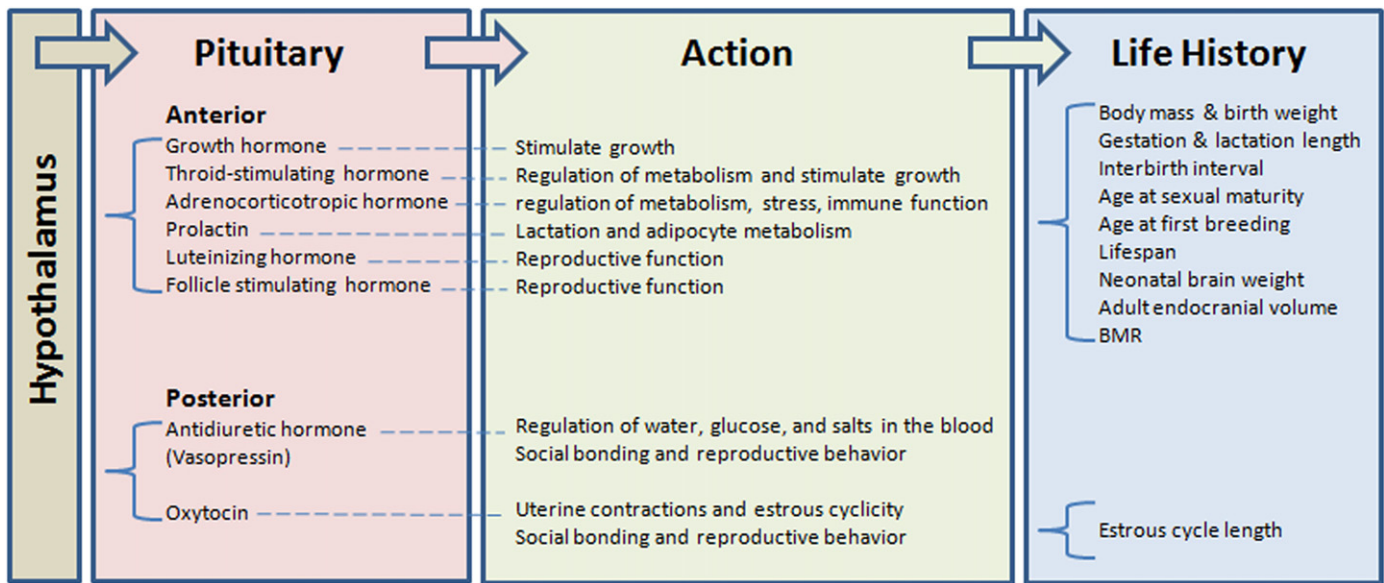 Hypothalamus
Pituitary
Anterior
Growth hormone
Throid-stimulating hormone
Adrenocorticotropic hormone
Prolactin
Luteinizing hormone
Follicle stimulating hormone
Posterior
Antidiuretic hormone
(Vasopressin)
Oxytocin
Action
Stimulate growth
Regulation of metabolism and stimulate growth
regulation of metabolism, stress, immune function
Lactation and adipocyte metabolism
Reproductive function
Reproductive function
Regulation of water, glucose, and salts in the blood
Social bonding and reproductive behavior
Uterine contractions and estrous cyclicity
Social bonding and reproductive behavior
Life History
Body mass & birth weight
Gestation & lactation length
Interbirth interval
Age at sexual maturity
Age at first breeding
Lifespan
Neonatal brain weight
Adult endocranial volume
BMR
Estrous cycle length